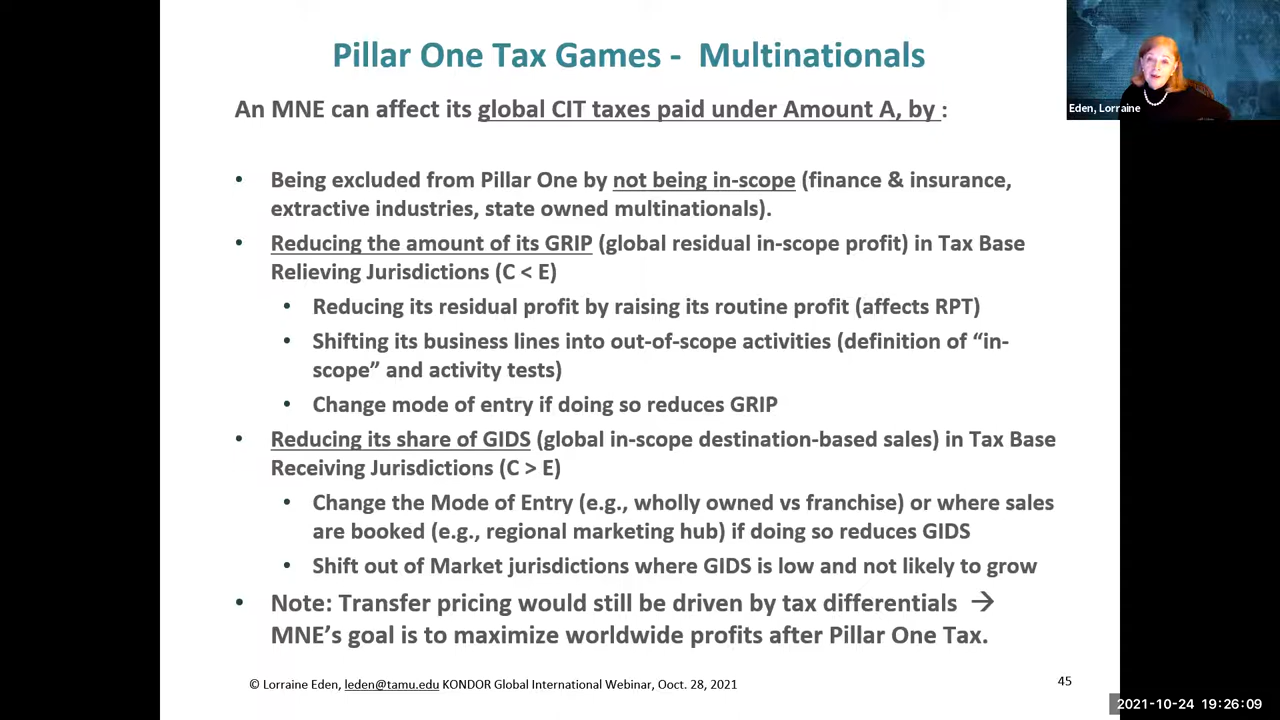 Pillar One Tax Games - Multinationals
Eden, Lorraine
An MNE can affect its global CIT taxes paid under Amount A, by :
• Being excluded from Pillar One by not being in-scope (finance & insurance,
extractive industries, state owned multinationals).
• Reducing the amount of its GRIP (global residual in-scope profit) in Tax Base
Relieving Jurisdictions (C < E)
• Reducing its residual profit by raising its routine profit (affects RPT)
• Shifting its business lines into out-of-scope activities (definition of “in-
scope” and activity tests)
• Change mode of entry if doing so reduces GRIP
• Reducing its share of GIDS (global in-scope destination-based sales) in Tax Base
Receiving Jurisdictions (C > E)
• Change the Mode of Entry (e.g., wholly owned vs franchise) or where sales
are booked (e.g., regional marketing hub) if doing so reduces GIDS
• Shift out of Market jurisdictions where GIDS is low and not likely to grow
• Note: Transfer pricing would still be driven by tax differentials →
MNE’s goal is to maximize worldwide profits after Pillar One Tax.
© Lorraine Eden, leden@tamu.edu KONDOR Global International Webinar, Ooct. 28, 2021
45
2021-10-24 19:26:09